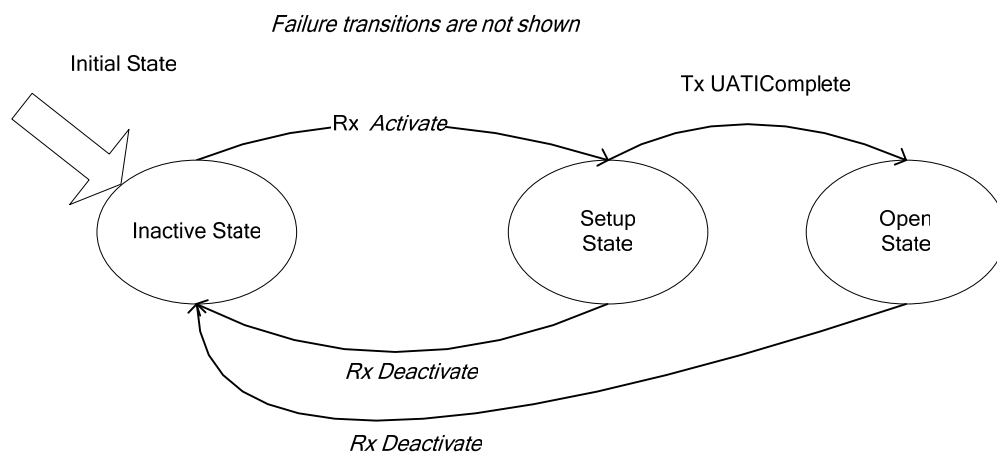 Failure transitions are not shown
Initial State
Tx UATIComplete
Rx Activate
Inactive State
Setup
State
Open
State
Rx Deactivate
Rx Deactivate